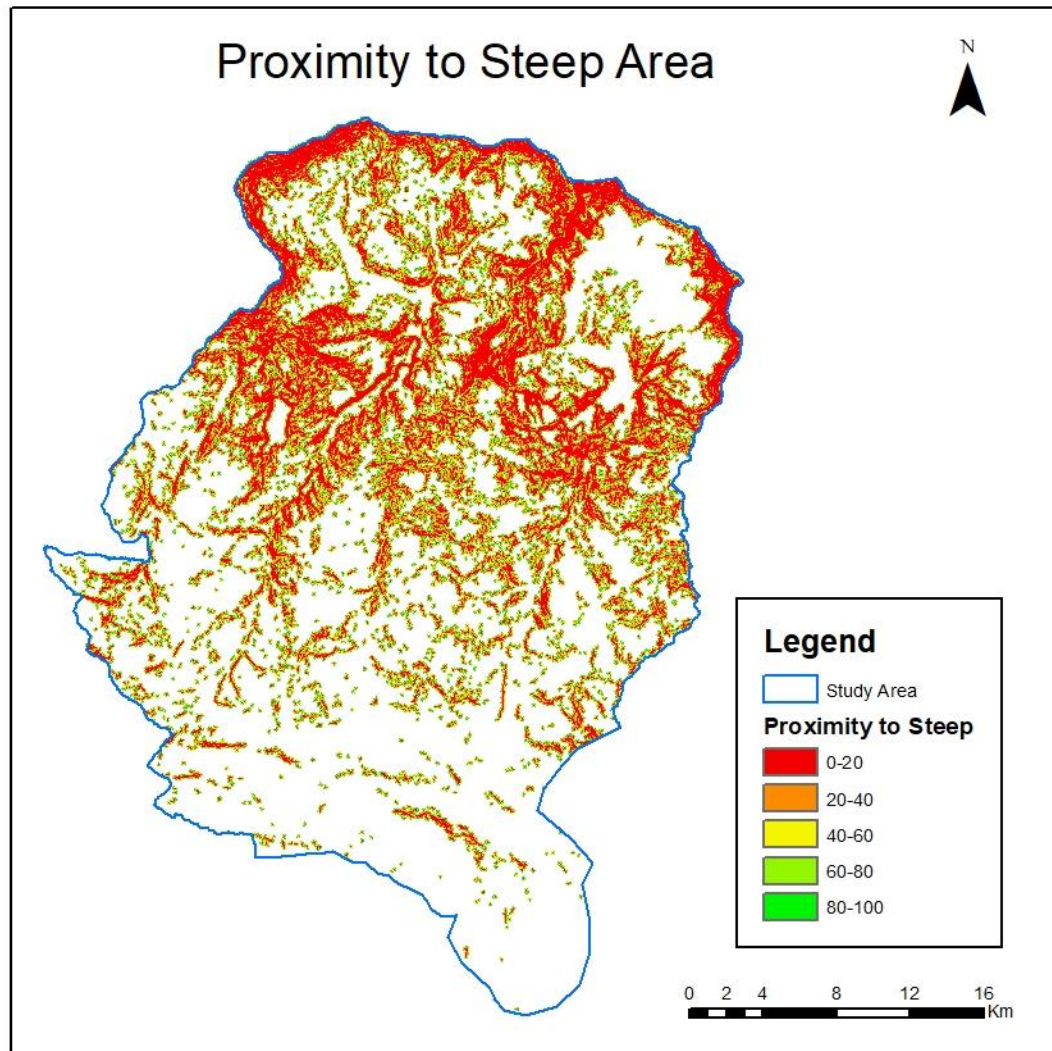 Proximity to Steep Area
N
Legend
Study Area
Proximity to Steep
0-20
20-40
40-60
60-80
80-100
0 2 4 8 12 16
Km